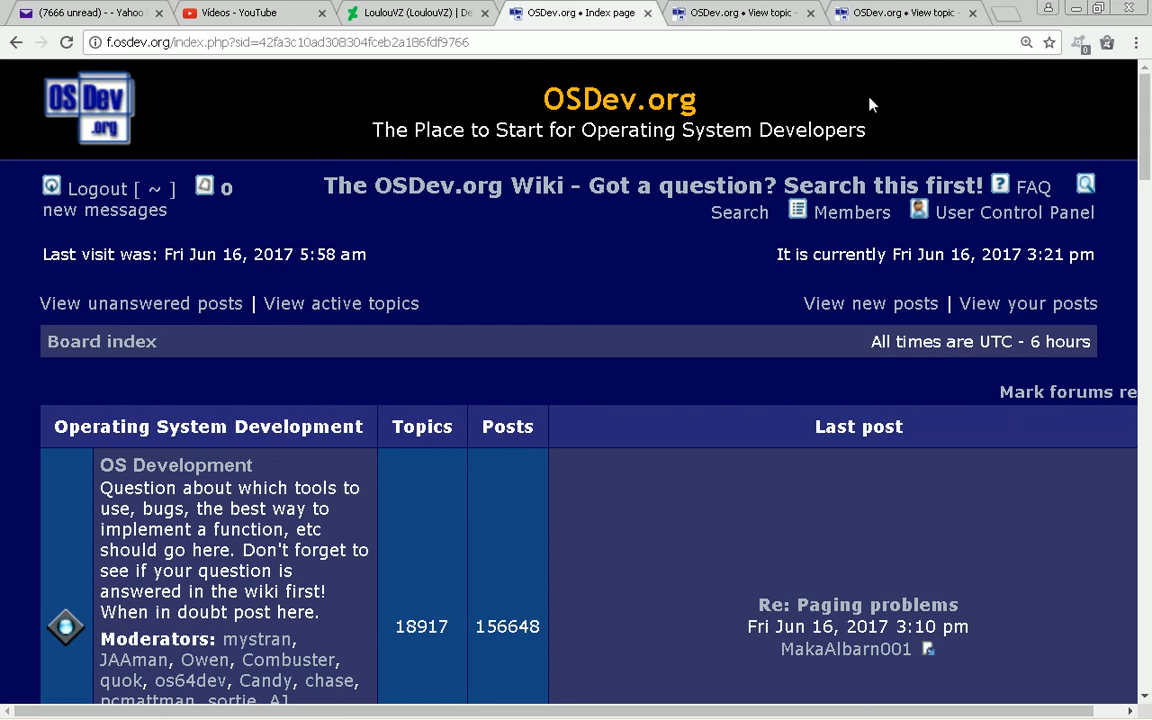 (7666 unread) - - Yahoo
Vídeos - YouTube
LoulouVZ (LoulouVZ) | De
OSDev.org • Index page
OSDev.org • View topic -
OSDev.org • View topic -
f.osdev.org/index.php?sid=42fa3c10ad308304fceb2a186fdf9766
0
OS Dev
.org
OSDev.org
The Place to Start for Operating System Developers
Logout [ ~ ] 0
new messages
The OSDev.org Wiki - Got a question? Search this first! FAQ
Search Members User Control Panel
Last visit was: Fri Jun 16, 2017 5:58 am
It is currently Fri Jun 16, 2017 3:21 pm
View unanswered posts | View active topics
View new posts | View your posts
Board index
All times are UTC - 6 hours
Mark forums re
Operating System Development Topics Posts Last post
OS Development
Question about which tools to
use, bugs, the best way to
implement a function, etc
should go here. Don't forget to
see if your question is
answered in the wiki first!
When in doubt post here.
Moderators: mystran,
JAAman, Owen, Combuster,
quok, os64dev, Candy, chase,
pcmattman, sortie, AJ
18917
156648
Re: Paging problems
Fri Jun 16, 2017 3:10 pm
MakaAlbarn001